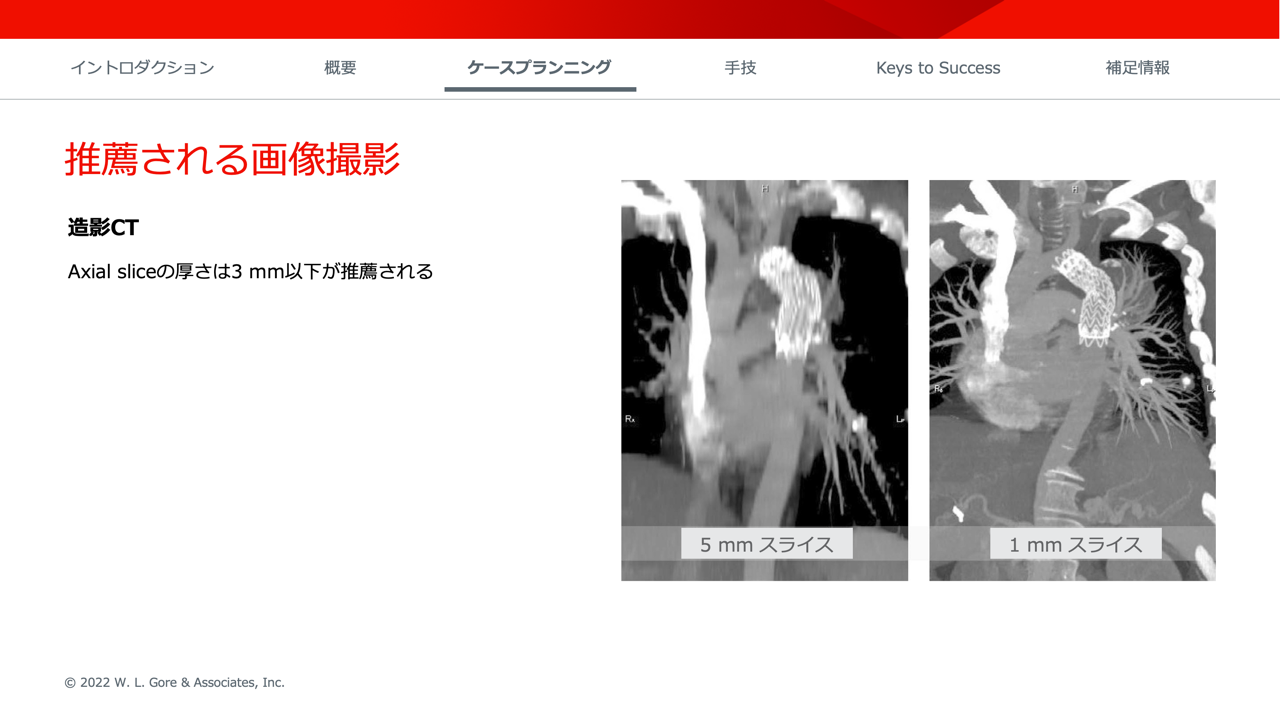 イントロダクション
概要
ケースプランニング
手技
Keys to Success
補足情報
推薦される画像撮影
造影CT
Axial sliceの厚さは3 mm以下が推薦される
H
H
5 mm スライス
1 mm スライス
© 2022 W. L. Gore & Associates, Inc.